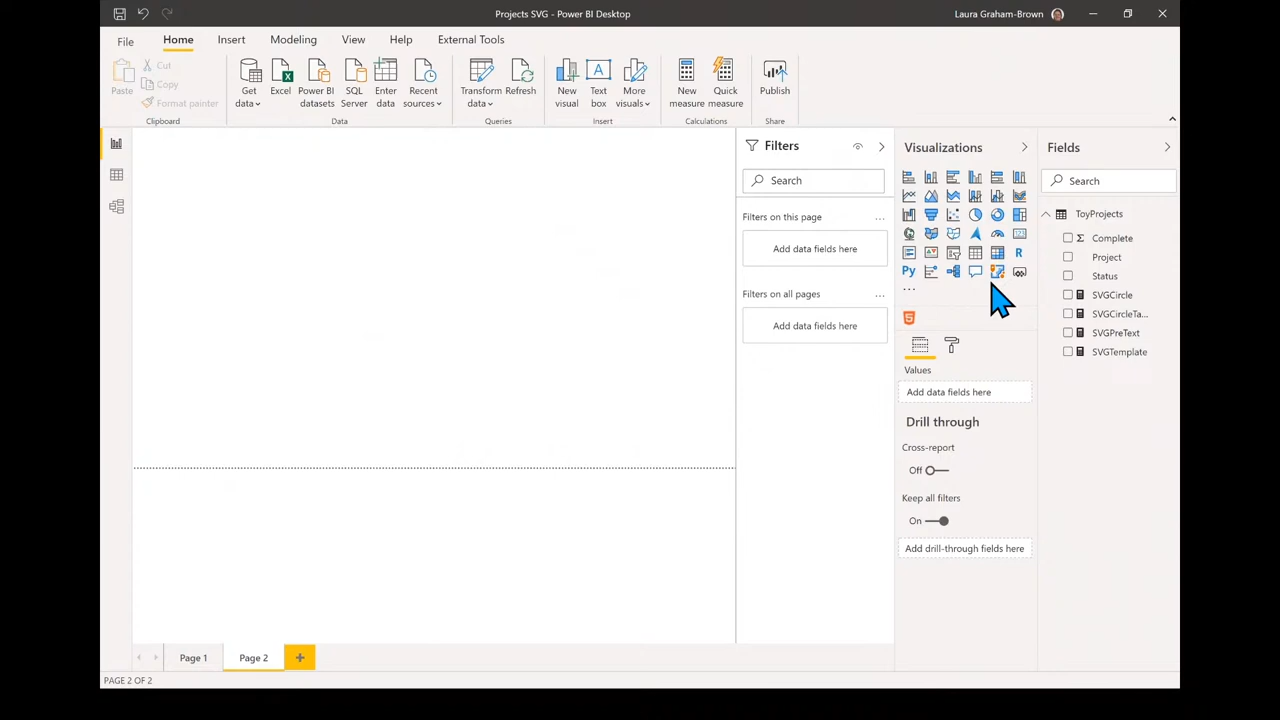 Projects SVG - Power BI Desktop
Laura Graham-Brown
File
Home
Insert
Modeling
View
Help
External Tools
Paste
Cut
Copy
Format painter
Clipboard
Get data
Excel
Power BI datasets
SQL Server
Enter data
Recent sources
Data
Transform data
Refresh
Queries
New visual
Text box
More visuals
Insert
New measure
Quick measure
Calculations
Publish
Share
Filters
Search
Filters on this page
...
Add data fields here
Filters on all pages
...
Add data fields here
Visualizations
R
Py
...
Values
Add data fields here
Drill through
Cross-report
Off
Keep all filters
On
Add drill-through fields here
Fields
Search
ToyProjects
Σ Complete
Project
Status
SVGCircle
SVGCircleTa...
SVGPreText
SVGTemplate
Page 1
Page 2
+
PAGE 2 OF 2